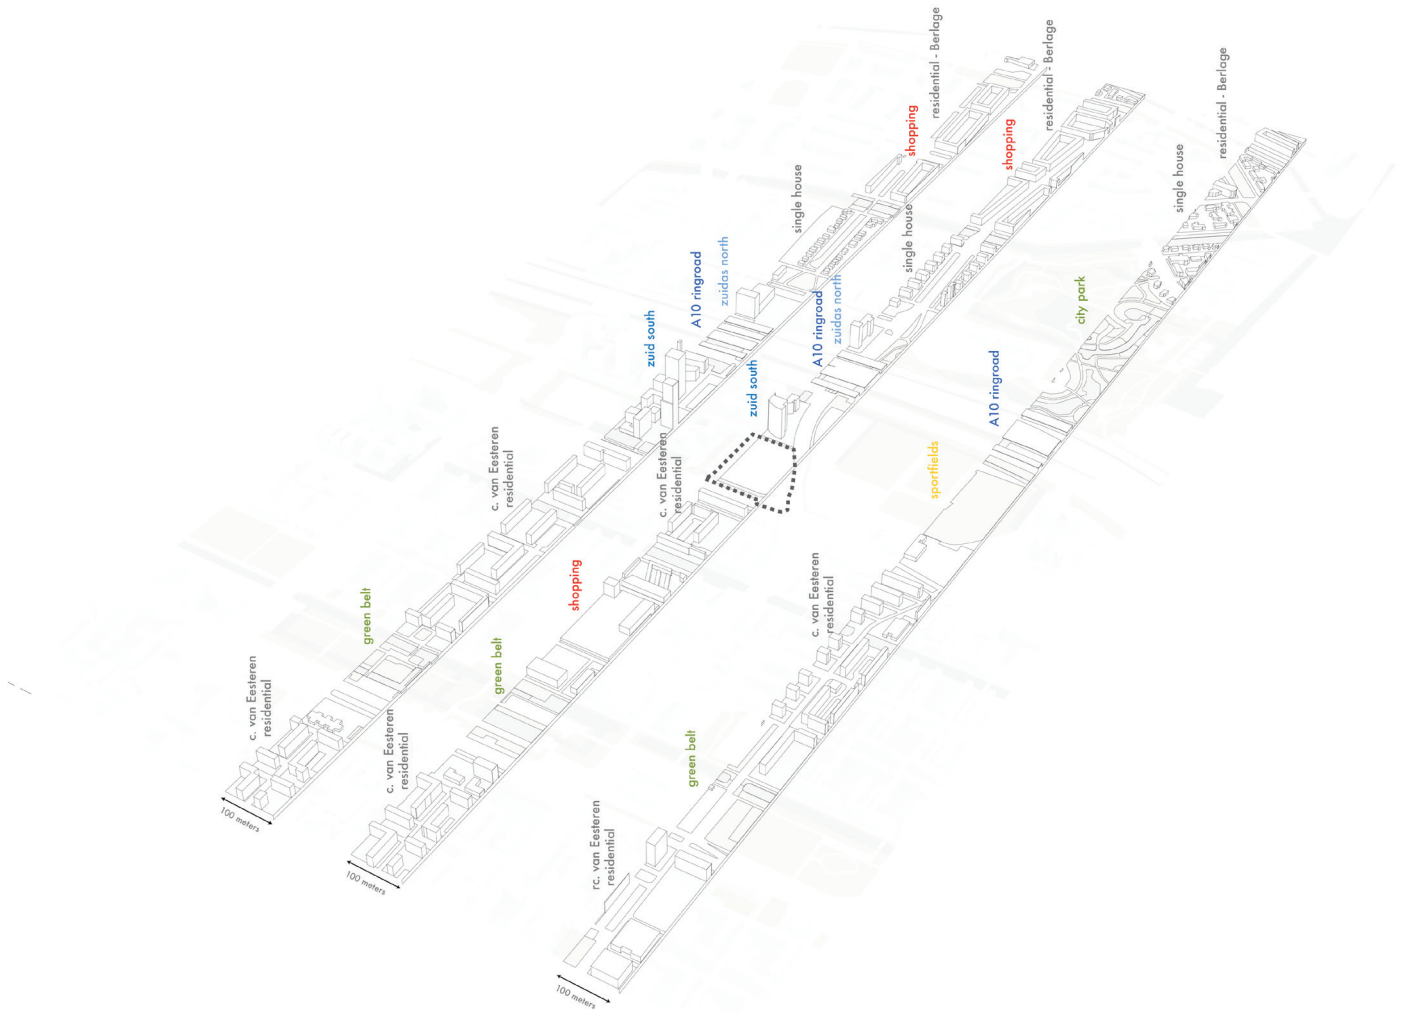 residential - Berlage
shopping
single house
zuidas north
A10 ringroad
zuid south
c. van Eesteren
residential
green belt
c. van Eesteren
residential
100 meters
residential - Berlage
shopping
single house
zuidas north
A10 ringroad
zuid south
c. van Eesteren
residential
shopping
green belt
c. van Eesteren
residential
100 meters
residential - Berlage
single house
city park
A10 ringroad
sportfields
c. van Eesteren
residential
green belt
rc. van Eesteren
residential
100 meters